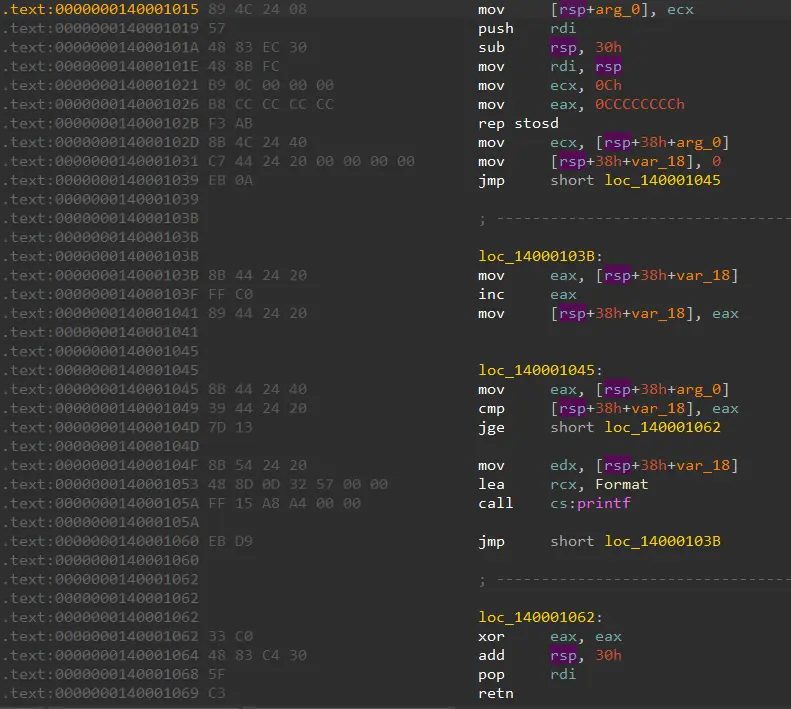 .text:0000000140001015 89 4C 24 08 mov [rsp+arg_0], ecx
.text:0000000140001019 57 push rdi
.text:000000014000101A 48 83 EC 30 sub rsp, 30h
.text:000000014000101E 48 8B FC mov rdi, rsp
.text:0000000140001021 B9 0C 00 00 00 mov ecx, 0Ch
.text:0000000140001026 B8 CC CC CC CC mov eax, 0CCCCCCCCh
.text:000000014000102B F3 AB rep stosd
.text:000000014000102D 8B 4C 24 40 mov ecx, [rsp+38h+arg_0]
.text:0000000140001031 C7 44 24 20 00 00 00 00 mov [rsp+38h+var_18], 0
.text:0000000140001039 EB 0A jmp short loc_140001045
.text:0000000140001039
.text:000000014000103B ; --------------------------------
.text:000000014000103B
.text:000000014000103B loc_14000103B:
.text:000000014000103B 8B 44 24 20 mov eax, [rsp+38h+var_18]
.text:000000014000103F FF C0 inc eax
.text:0000000140001041 89 44 24 20 mov [rsp+38h+var_18], eax
.text:0000000140001041
.text:0000000140001045
.text:0000000140001045 loc_140001045:
.text:0000000140001045 8B 44 24 40 mov eax, [rsp+38h+arg_0]
.text:0000000140001049 39 44 24 20 cmp [rsp+38h+var_18], eax
.text:000000014000104D 7D 13 jge short loc_140001062
.text:000000014000104D
.text:000000014000104F 8B 54 24 20 mov edx, [rsp+38h+var_18]
.text:0000000140001053 48 8D 0D 32 57 00 00 lea rcx, Format
.text:000000014000105A FF 15 A8 A4 00 00 call cs:printf
.text:000000014000105A
.text:0000000140001060 EB D9 jmp short loc_14000103B
.text:0000000140001060
.text:0000000140001062 ; --------------------------------
.text:0000000140001062
.text:0000000140001062 loc_140001062:
.text:0000000140001062 33 C0 xor eax, eax
.text:0000000140001064 48 83 C4 30 add rsp, 30h
.text:0000000140001068 5F pop rdi
.text:0000000140001069 C3 retn